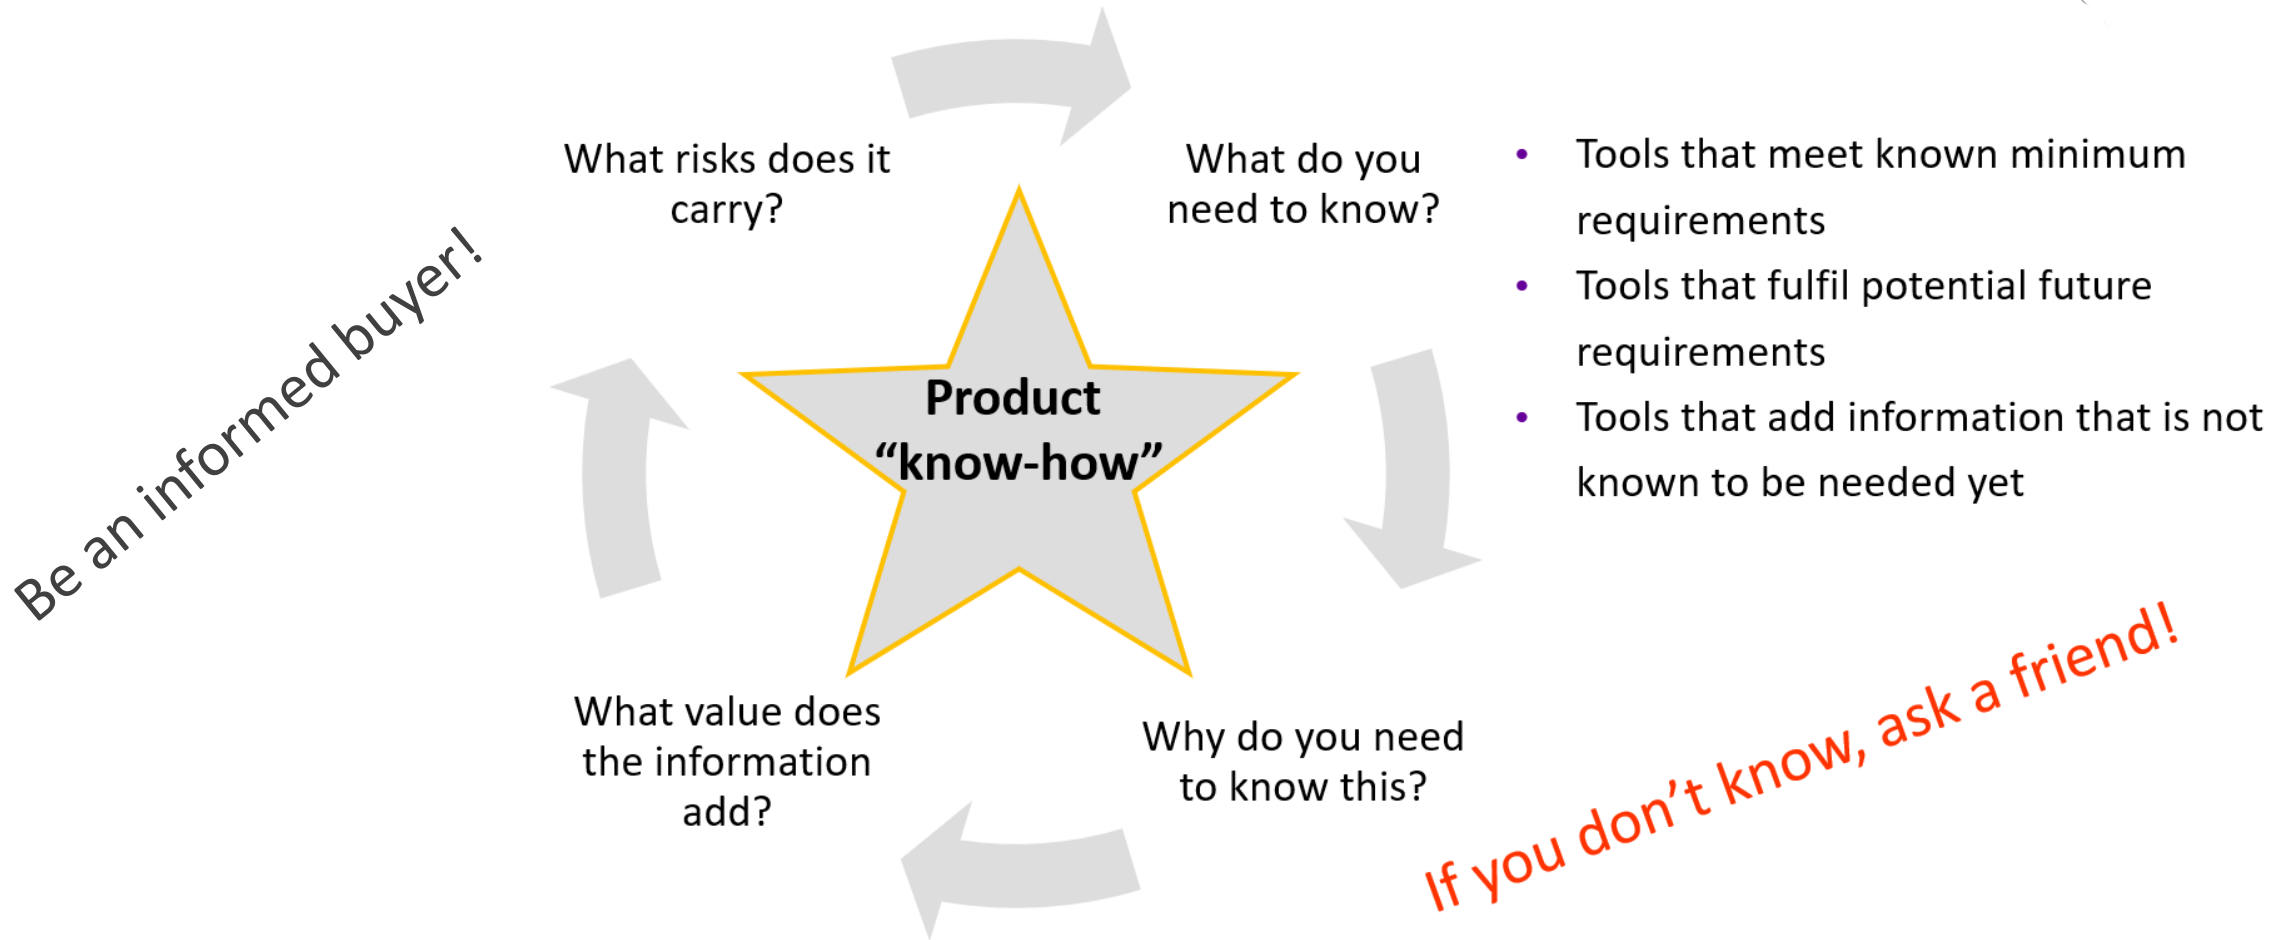 Be an informed buyer!
What risks does it
carry?
What do you
need to know?
Product
“know-how”
What value does
the information
add?
Why do you need
to know this?
• Tools that meet known minimum
requirements
• Tools that fulfil potential future
requirements
• Tools that add information that is not
known to be needed yet
If you don’t know, ask a friend!